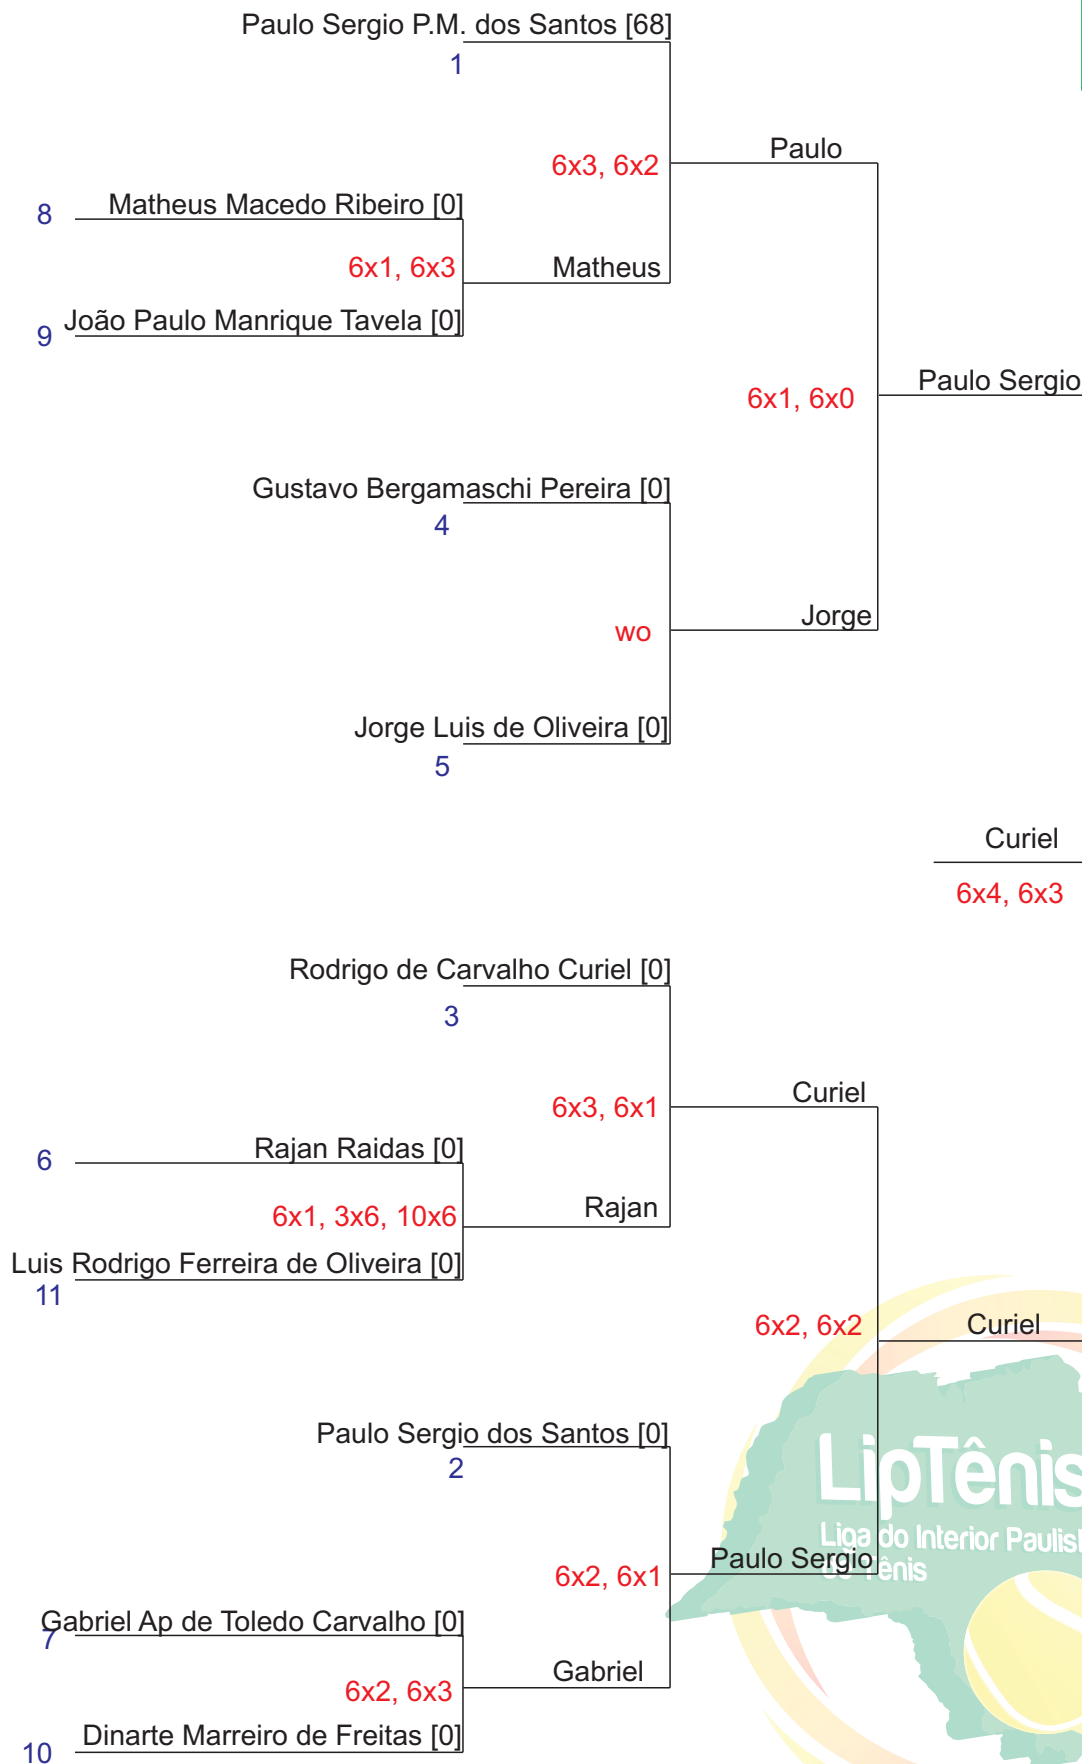 Paulo Sergio P.M. dos Santos [68]
1
6x3, 6x2
Paulo
8
Matheus Macedo Ribeiro [0]
6x1, 6x3
Matheus
9
João Paulo Manrique Tavela [0]
6x1, 6x0
Paulo Sergio
Gustavo Bergamaschi Pereira [0]
4
wo
Jorge
Jorge Luis de Oliveira [0]
5
Curiel
6x4, 6x3
Rodrigo de Carvalho Curiel [0]
3
6x3, 6x1
Curiel
6
Rajan Raidas [0]
6x1, 3x6, 10x6
Rajan
Luis Rodrigo Ferreira de Oliveira [0]
11
6x2, 6x2
Curiel
Paulo Sergio dos Santos [0]
2
LipTênis
Liga do Interior Paulis
de Tênis
6x2, 6x1
Paulo Sergio
Gabriel Ap de Toledo Carvalho [0]
7
6x2, 6x3
Gabriel
Dinarte Marreiro de Freitas [0]
10